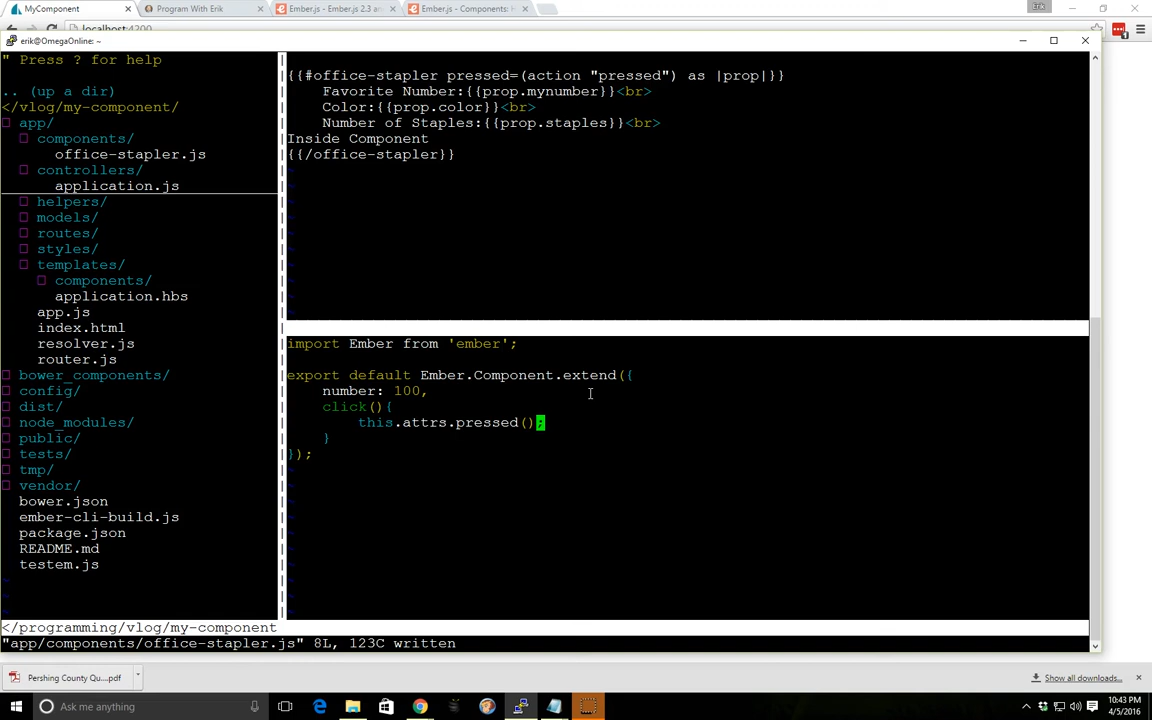 MyComponent
Program With Erik
Ember.js - Ember.js 2.3 an
Ember.js - Components: H
Erik
localhost:4200
erik@OmegaOnline: ~
" Press ? for help
.. (up a dir)
</vlog/my-component/
app/
components/
office-stapler.js
controllers/
application.js
helpers/
models/
routes/
styles/
templates/
components/
application.hbs
app.js
index.html
resolver.js
router.js
bower_components/
config/
dist/
node_modules/
public/
tests/
tmp/
vendor/
bower.json
ember-cli-build.js
package.json
README.md
testem.js
~
~
~
</programming/vlog/my-component
{{#office-stapler pressed=(action "pressed") as |prop|}}
Favorite Number:{{prop.mynumber}}<br>
Color:{{prop.color}}<br>
Number of Staples:{{prop.staples}}<br>
Inside Component
{{/office-stapler}}
import Ember from 'ember';
export default Ember.Component.extend({
number: 100,
click(){
this.attrs.pressed();
}
});
"app/components/office-stapler.js" 8L, 123C written
Pershing County Qu....pdf
Show all downloads...
Ask me anything
10:43 PM
4/5/2016